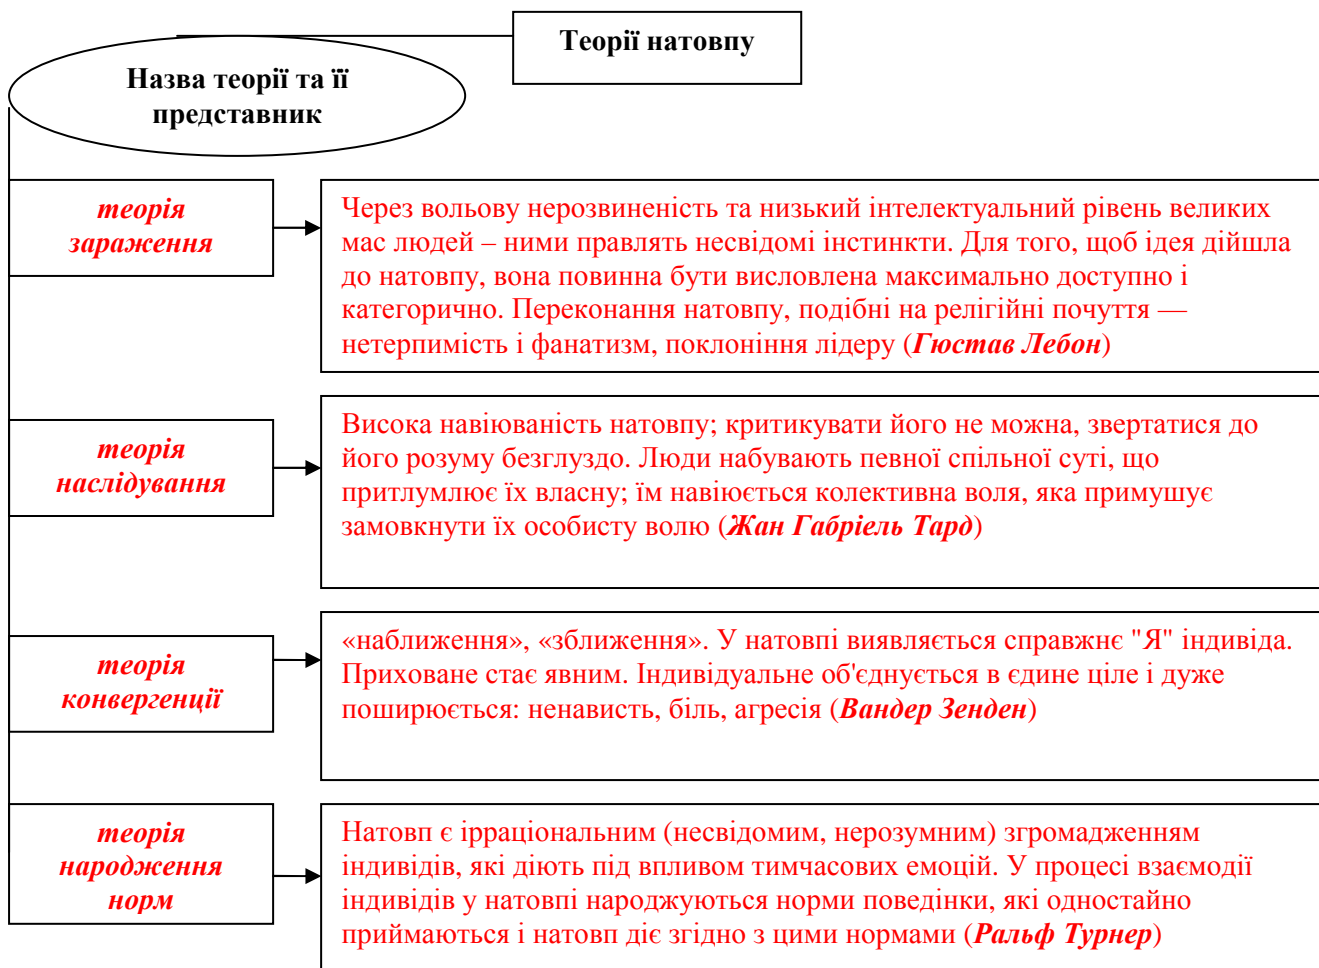 Теорії натовпу
Назва теорії та її
представник
теорія
зараження
Через вольову нерозвиненість та низький інтелектуальний рівень великих
мас людей – ними правлять несвідомі інстинкти. Для того, щоб ідея дійшла
до натовпу, вона повинна бути висловлена максимально доступно і
категорично. Переконання натовпу, подібні на релігійні почуття —
нетерпимість і фанатизм, поклоніння лідеру (Гюстав Лебон)
теорія
наслідування
Висока навіюваність натовпу; критикувати його не можна, звертатися до
його розуму безглуздо. Люди набувають певної спільної суті, що
притлумлює їх власну; їм навіюється колективна воля, яка примушує
замовкнути їх особисту волю (Жан Габріель Тард)
теорія
конвергенції
«наближення», «зближення». У натовпі виявляється справжнє "Я" індивіда.
Приховане стає явним. Індивідуальне об'єднується в єдине ціле і дуже
поширюється: ненависть, біль, агресія (Вандер Зенден)
теорія
народження
норм
Натовп є ірраціональним (несвідомим, нерозумним) згромадженням
індивідів, які діють під впливом тимчасових емоцій. У процесі взаємодії
індивідів у натовпі народжуються норми поведінки, які одностайно
приймаються і натовп діє згідно з цими нормами (Ральф Турнер)